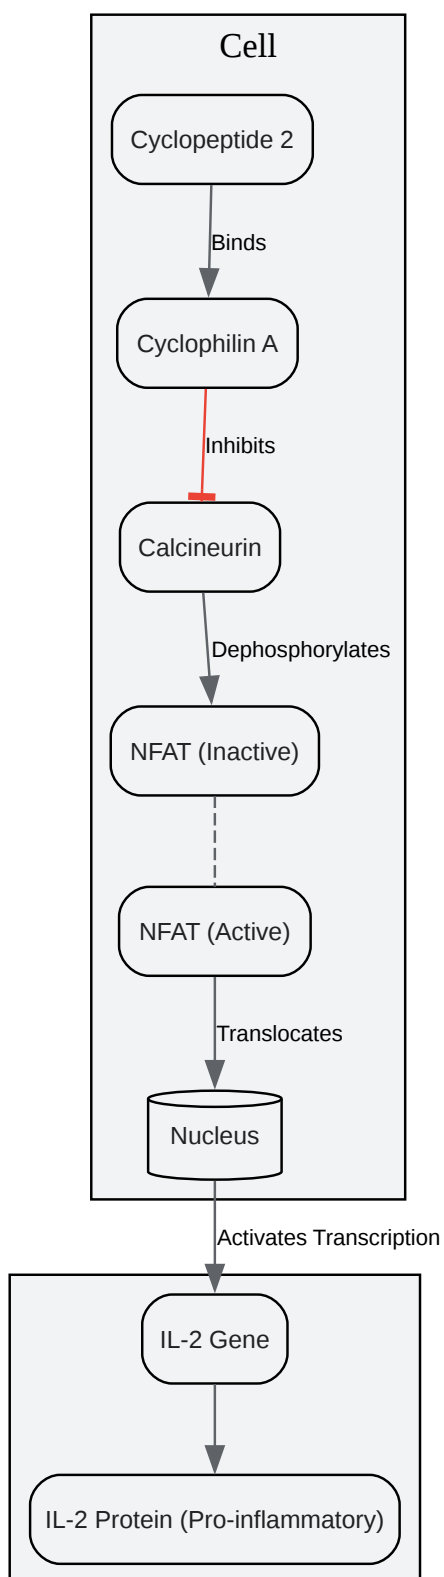 Cell
Cyclopeptide 2
Binds
Cyclophilin A
Inhibits
Calcineurin
Dephosphorylates
NFAT (Inactive)
NFAT (Active)
Translocates
Nucleus
Activates Transcription
IL-2 Gene
IL-2 Protein (Pro-inflammatory)